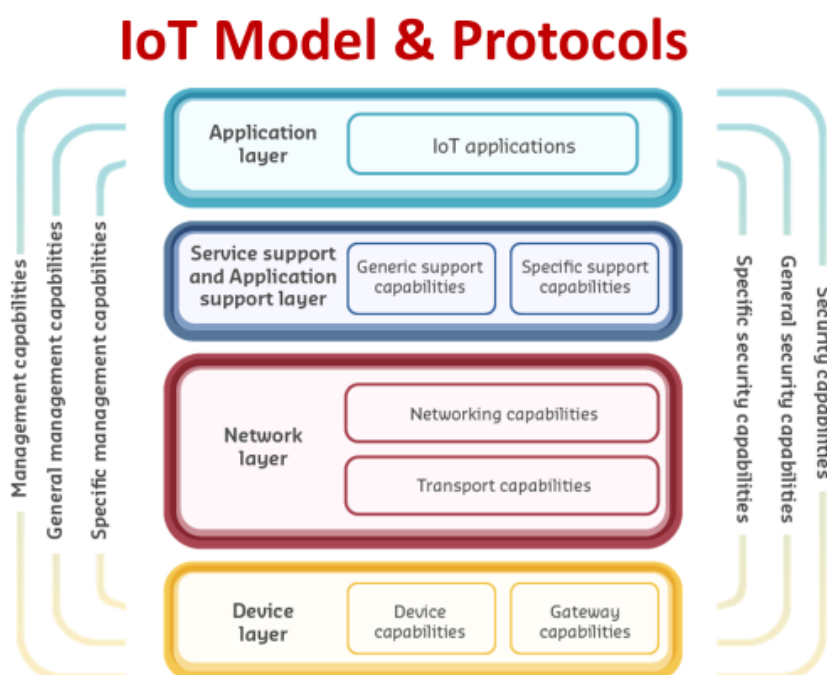 IoT Model & Protocols
Application
layer
IoT applications
Service support
and Application
support layer
Generic support
capabilities
Specific support
capabilities
Network
layer
Networking capabilities
Transport capabilities
Device
layer
Device
capabilities
Gateway
capabilities
Management capabilities
General management capabilities
Specific management capabilities
Specific security capabilities
General security capabilities
Security capabilities